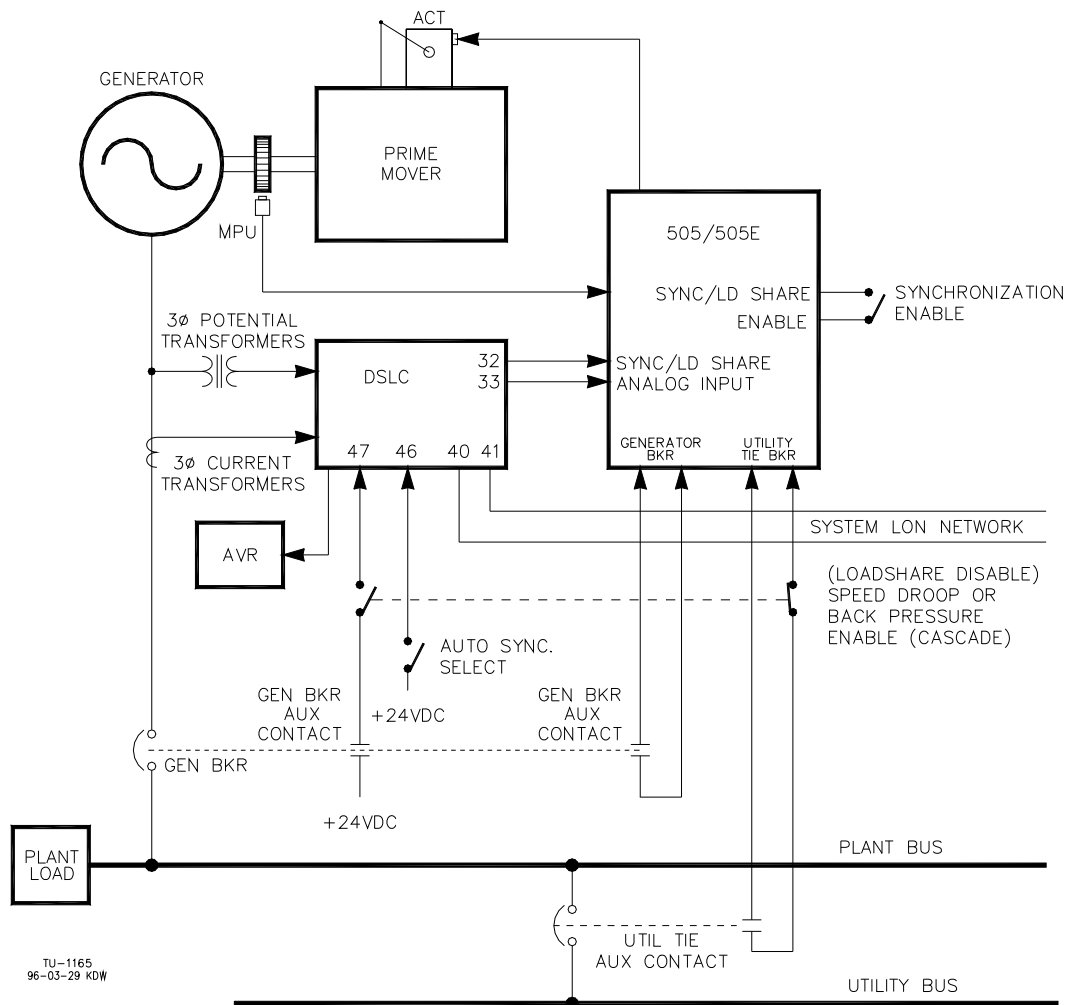 ACT
GENERATOR
PRIME
MOVER
MPU
505/505E
SYNC/LD SHARE
ENABLE
SYNCHRONIZATION
ENABLE
3ø POTENTIAL
TRANSFORMERS
DSLC
32
33
SYNC/LD SHARE
ANALOG INPUT
47
46
40
41
GENERATOR
BKR
UTILITY
TIE BKR
3ø CURRENT
TRANSFORMERS
SYSTEM LON NETWORK
AVR
(LOADSHARE DISABLE)
SPEED DROOP OR
BACK PRESSURE
ENABLE (CASCADE)
AUTO SYNC.
SELECT
+24VDC
GEN BKR
AUX
CONTACT
GEN BKR
AUX
CONTACT
GEN BKR
+24VDC
PLANT
LOAD
PLANT BUS
UTIL TIE
AUX CONTACT
TU-1165
96-03-29 KDW
UTILITY BUS